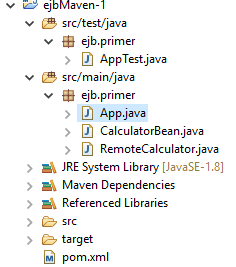 ejbMaven-1
src/test/java
ejb.primer
AppTest.java
src/main/java
ejb.primer
App.java
CalculatorBean.java
RemoteCalculator.java
JRE System Library [JavaSE-1.8]
Maven Dependencies
Referenced Libraries
src
target
pom.xml